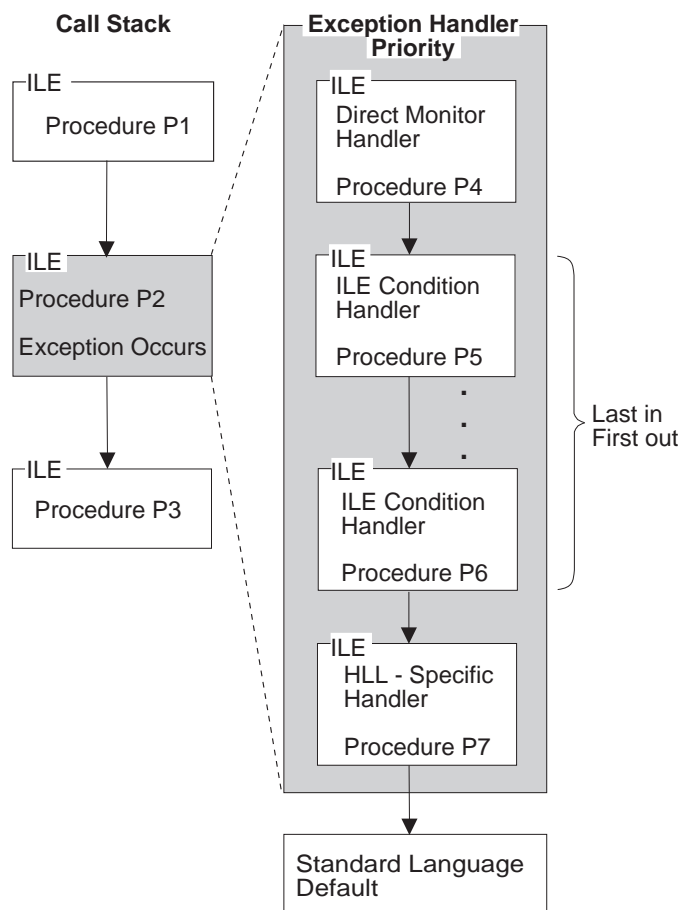 Call Stack
ILE
Procedure P1
ILE
Procedure P2
Exception Occurs
ILE
Procedure P3
Exception Handler
Priority
ILE
Direct Monitor
Handler
Procedure P4
ILE
ILE Condition
Handler
Procedure P5
.
.
.
ILE
ILE Condition
Handler
Procedure P6
Last in
First out
ILE
HLL - Specific
Handler
Procedure P7
Standard Language
Default